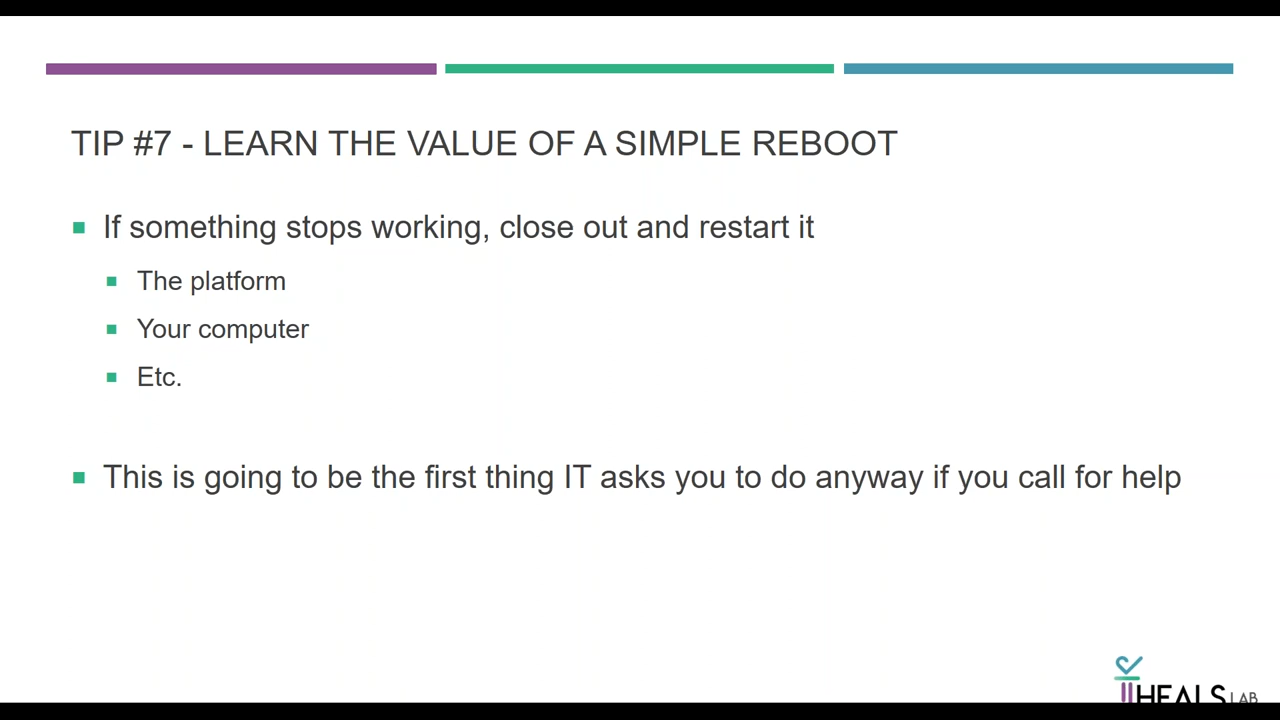 TIP #7 - LEARN THE VALUE OF A SIMPLE REBOOT
If something stops working, close out and restart it
The platform
Your computer
Etc.
This is going to be the first thing IT asks you to do anyway if you call for help
HEALS LAB